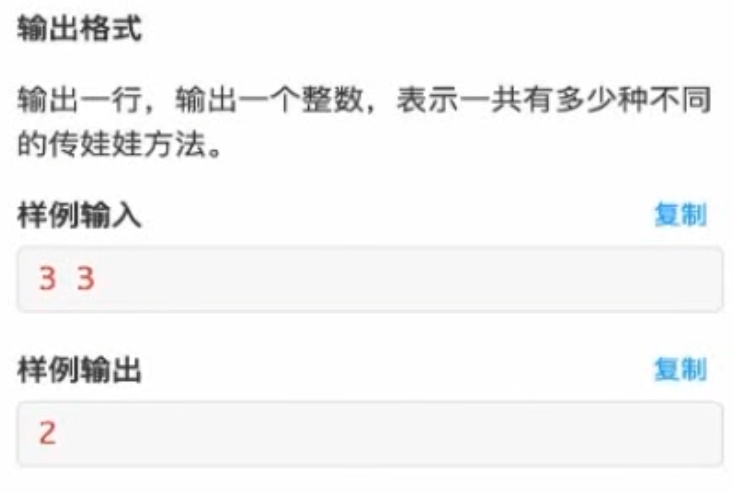 输出格式
输出一行，输出一个整数，表示一共有多少种不同
的传娃娃方法。
样例输入 复制
3 3
样例输出 复制
2